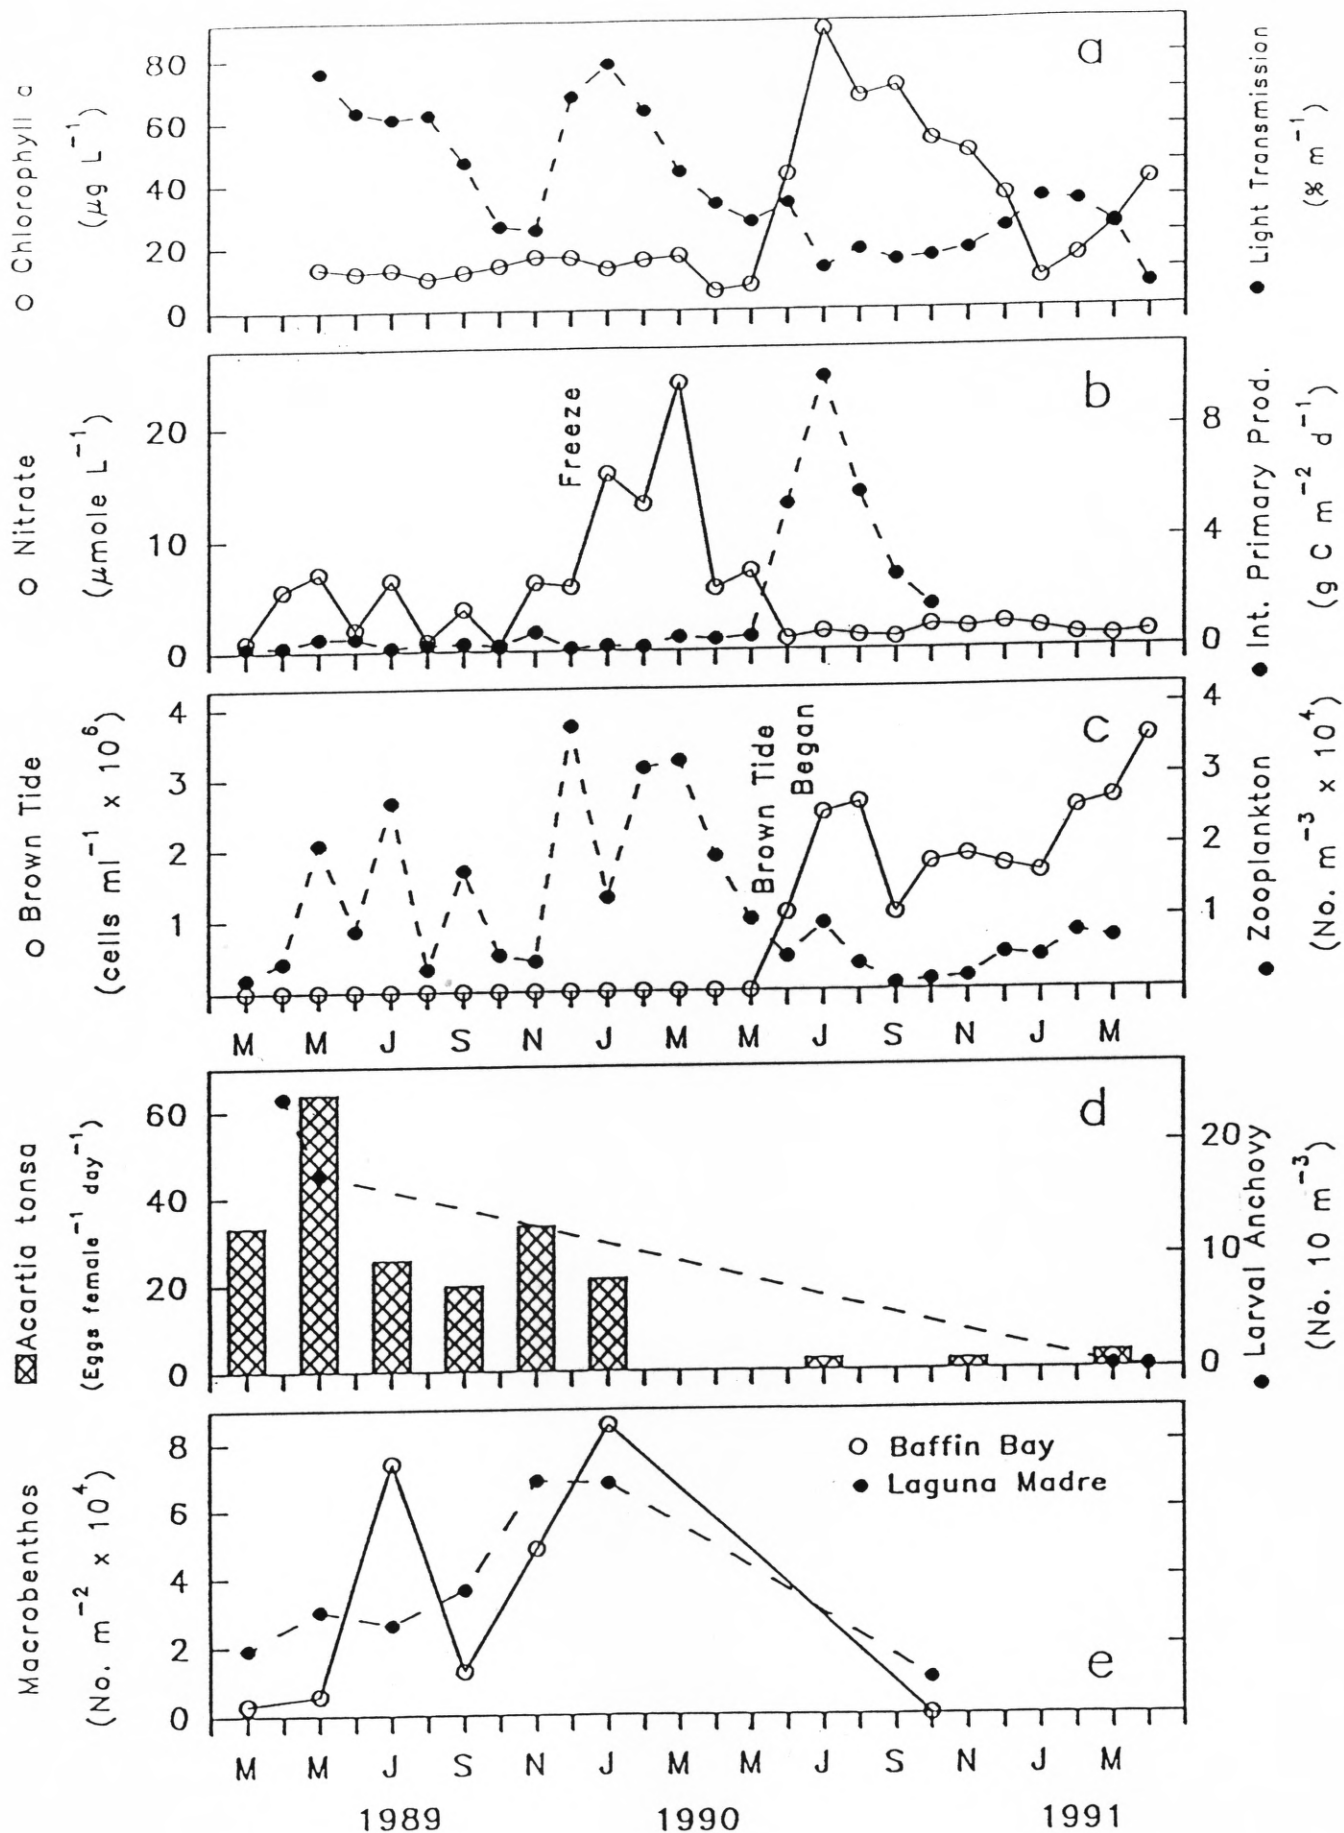 a
O Chlorophyll a
(µg L⁻¹)
80
60
40
20
0
● Light Transmission
(% m⁻¹)
b
O Nitrate
(µmole L⁻¹)
20
10
0
Freeze
8
4
0
● Int. Primary Prod.
(g C m⁻² d⁻¹)
c
O Brown Tide
(cells ml⁻¹ x 10⁶)
4
3
2
1
Brown Tide
Began
4
3
2
1
● Zooplankton
(No. m⁻³ x 10⁴)
M M J S N J M M J S N J M
d
Acartia tonsa
(Eggs female⁻¹ day⁻¹)
60
40
20
0
20
10
0
● Larval Anchovy
(No. 10 m⁻³)
e
Macrobenthos
(No. m⁻² x 10⁴)
8
6
4
2
0
O Baffin Bay
● Laguna Madre
M M J S N J M M J S N J M
1989 1990 1991